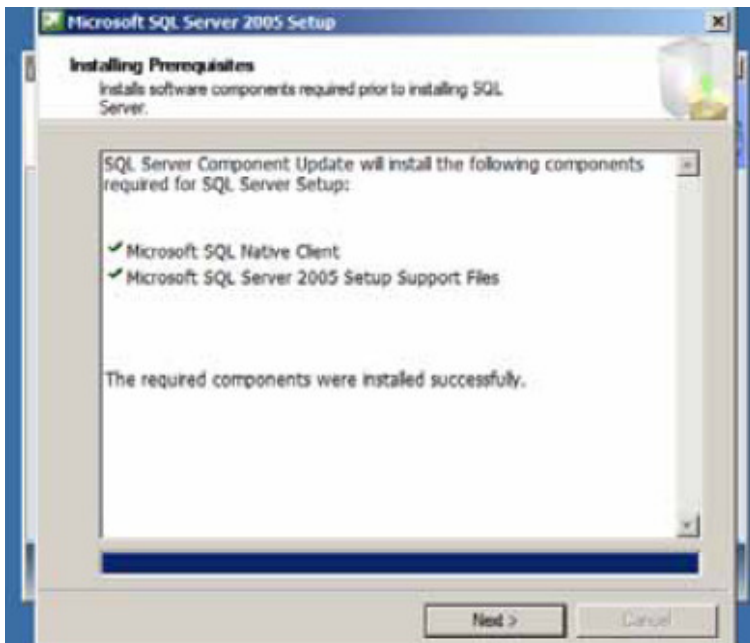 Microsoft SQL Server 2005 Setup
Installing Prerequisites
Installs software components required prior to installing SQL
Server.
SQL Server Component Update will install the following components
required for SQL Server Setup:
Microsoft SQL Native Client
Microsoft SQL Server 2005 Setup Support Files
The required components were installed successfully.
Next >
Cancel